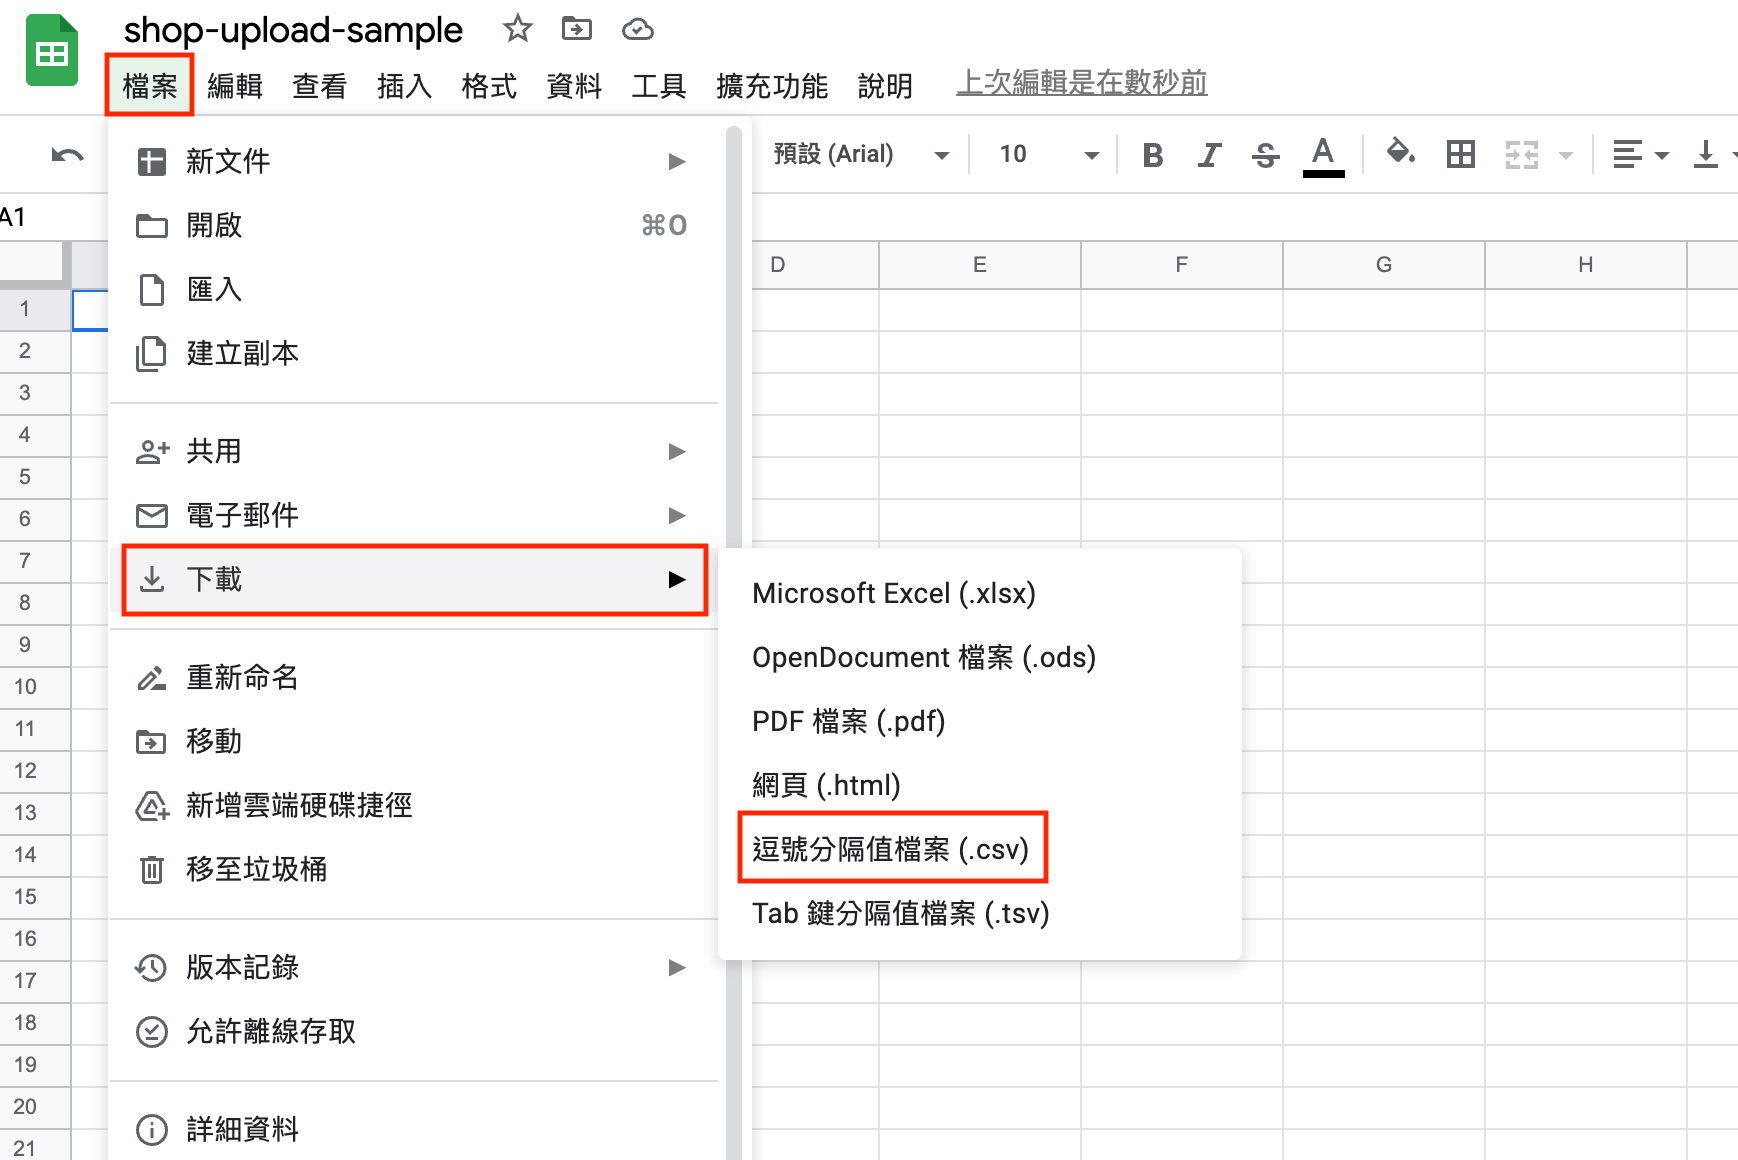 shop-upload-sample
檔案 編輯 查看 插入 格式 資料 工具 擴充功能 說明 上次編輯是在數秒前
預設 (Arial) 10 B I S A
A1
D E F G H
新文件
開啟 ⌘O
匯入
建立副本
共用
電子郵件
下載
重新命名
移動
新增雲端硬碟捷徑
移至垃圾桶
版本記錄
允許離線存取
詳細資料
Microsoft Excel (.xlsx)
OpenDocument 檔案 (.ods)
PDF 檔案 (.pdf)
網頁 (.html)
逗號分隔值檔案 (.csv)
Tab 鍵分隔值檔案 (.tsv)
1
2
3
4
5
6
7
8
9
10
11
12
13
14
15
16
17
18
19
20
21